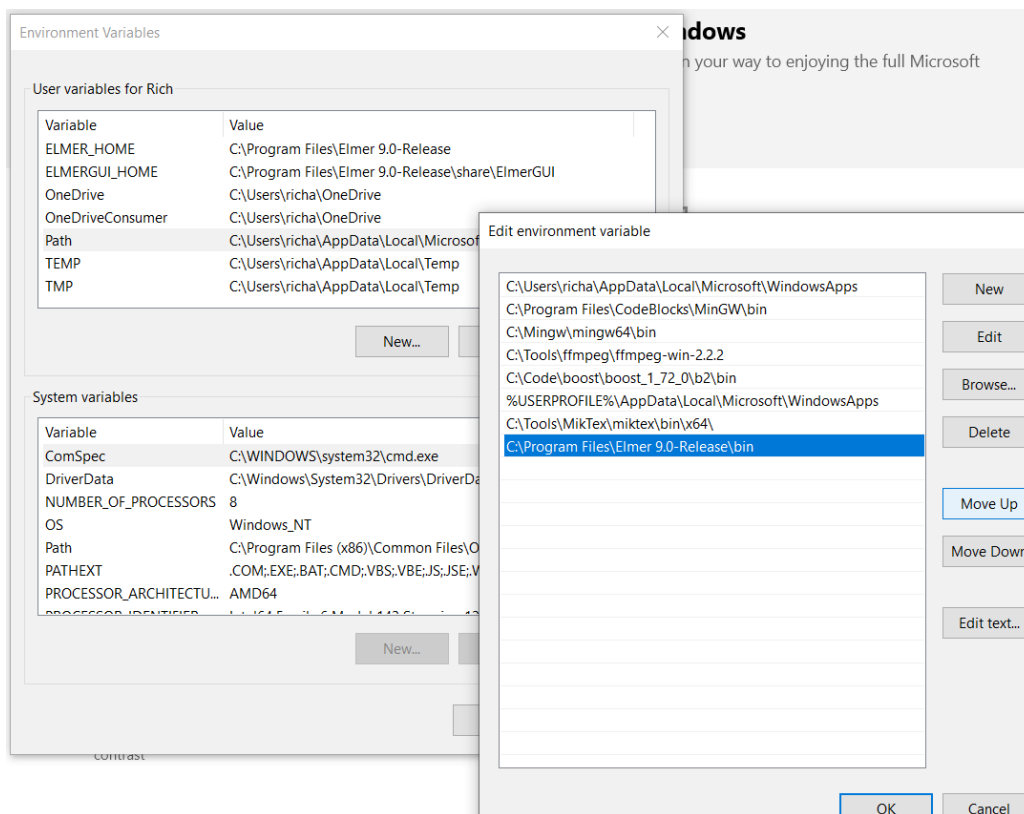 Environment Variables
dows
your way to enjoying the full Microsoft
User variables for Rich
Variable Value
ELMER_HOME C:\Program Files\Elmer 9.0-Release
ELMERGUI_HOME C:\Program Files\Elmer 9.0-Release\share\ElmerGUI
OneDrive C:\Users\richa\OneDrive
OneDriveConsumer C:\Users\richa\OneDrive
Path C:\Users\richa\AppData\Local\Microsof
TEMP C:\Users\richa\AppData\Local\Temp
TMP C:\Users\richa\AppData\Local\Temp
New...
System variables
Variable Value
ComSpec C:\WINDOWS\system32\cmd.exe
DriverData C:\Windows\System32\Drivers\DriverDa
NUMBER_OF_PROCESSORS 8
OS Windows_NT
Path C:\Program Files (x86)\Common Files\O
PATHEXT .COM;.EXE;.BAT;.CMD;.VBS;.VBE;.JS;.JSE;.W
PROCESSOR_ARCHITECTU... AMD64
New...
contrast
Edit environment variable
C:\Users\richa\AppData\Local\Microsoft\WindowsApps
C:\Program Files\CodeBlocks\MinGW\bin
C:\Mingw\mingw64\bin
C:\Tools\ffmpeg\ffmpeg-win-2.2.2
C:\Code\boost\boost_1_72_0\b2\bin
%USERPROFILE%\AppData\Local\Microsoft\WindowsApps
C:\Tools\MikTex\miktex\bin\x64\
C:\Program Files\Elmer 9.0-Release\bin
New
Edit
Browse...
Delete
Move Up
Move Down
Edit text...
OK
Cancel